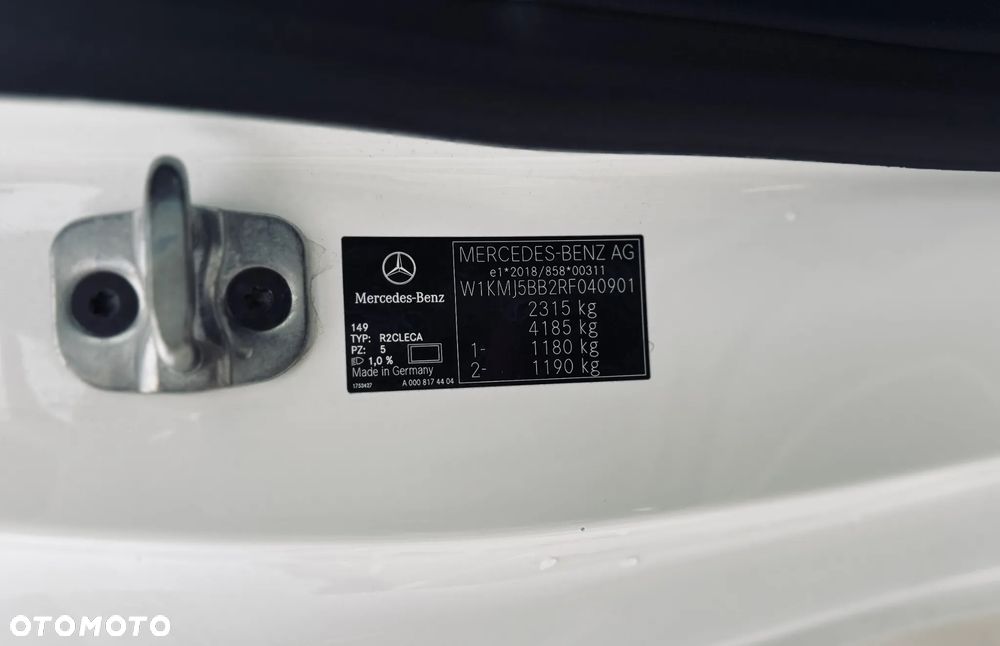 Mercedes-Benz
149
TYP: R2CLECA
PZ: 5
1,0 %
Made in Germany
1753427
A 000 817 44 04
MERCEDES-BENZ AG
e1*2018/858*00311
W1KMJ5BB2RF040901
2315 kg
4185 kg
1- 1180 kg
2- 1190 kg
OTOMOTO